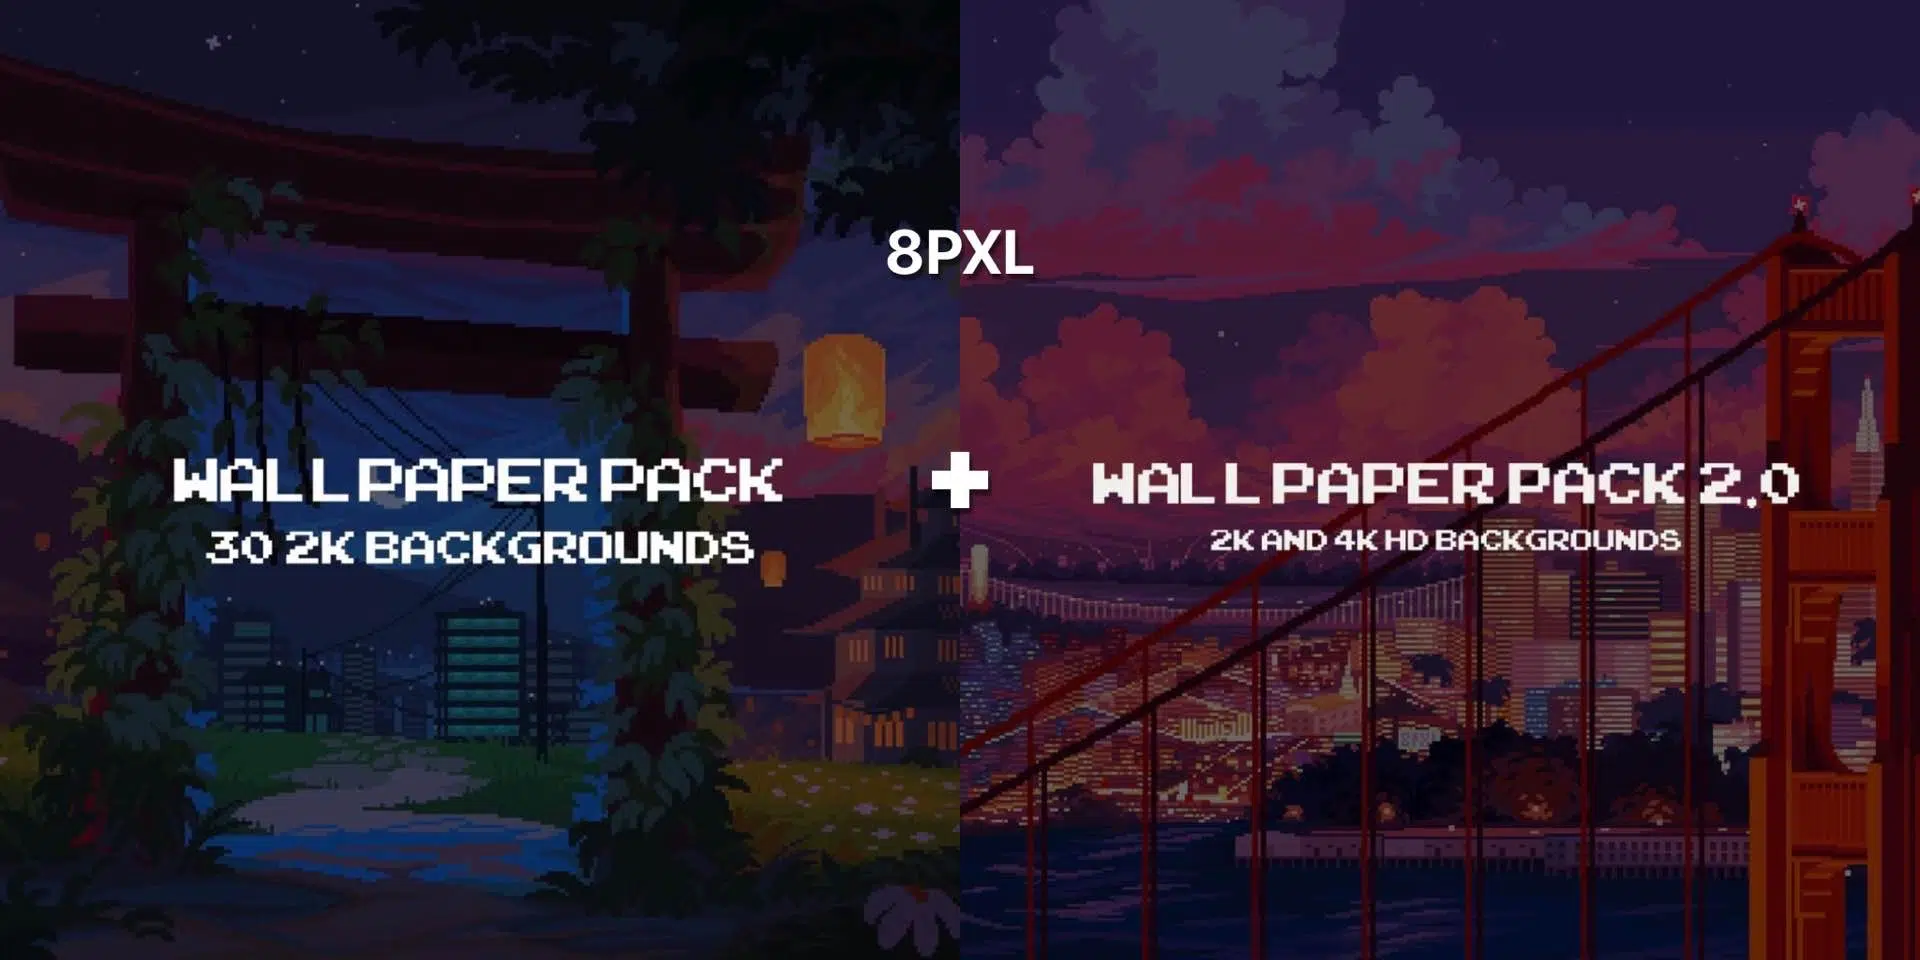 8PXL
WALLPAPER PACK
30 2K BACKGROUNDS
+
WALLPAPER PACK 2.0
2K AND 4K HD BACKGROUNDS